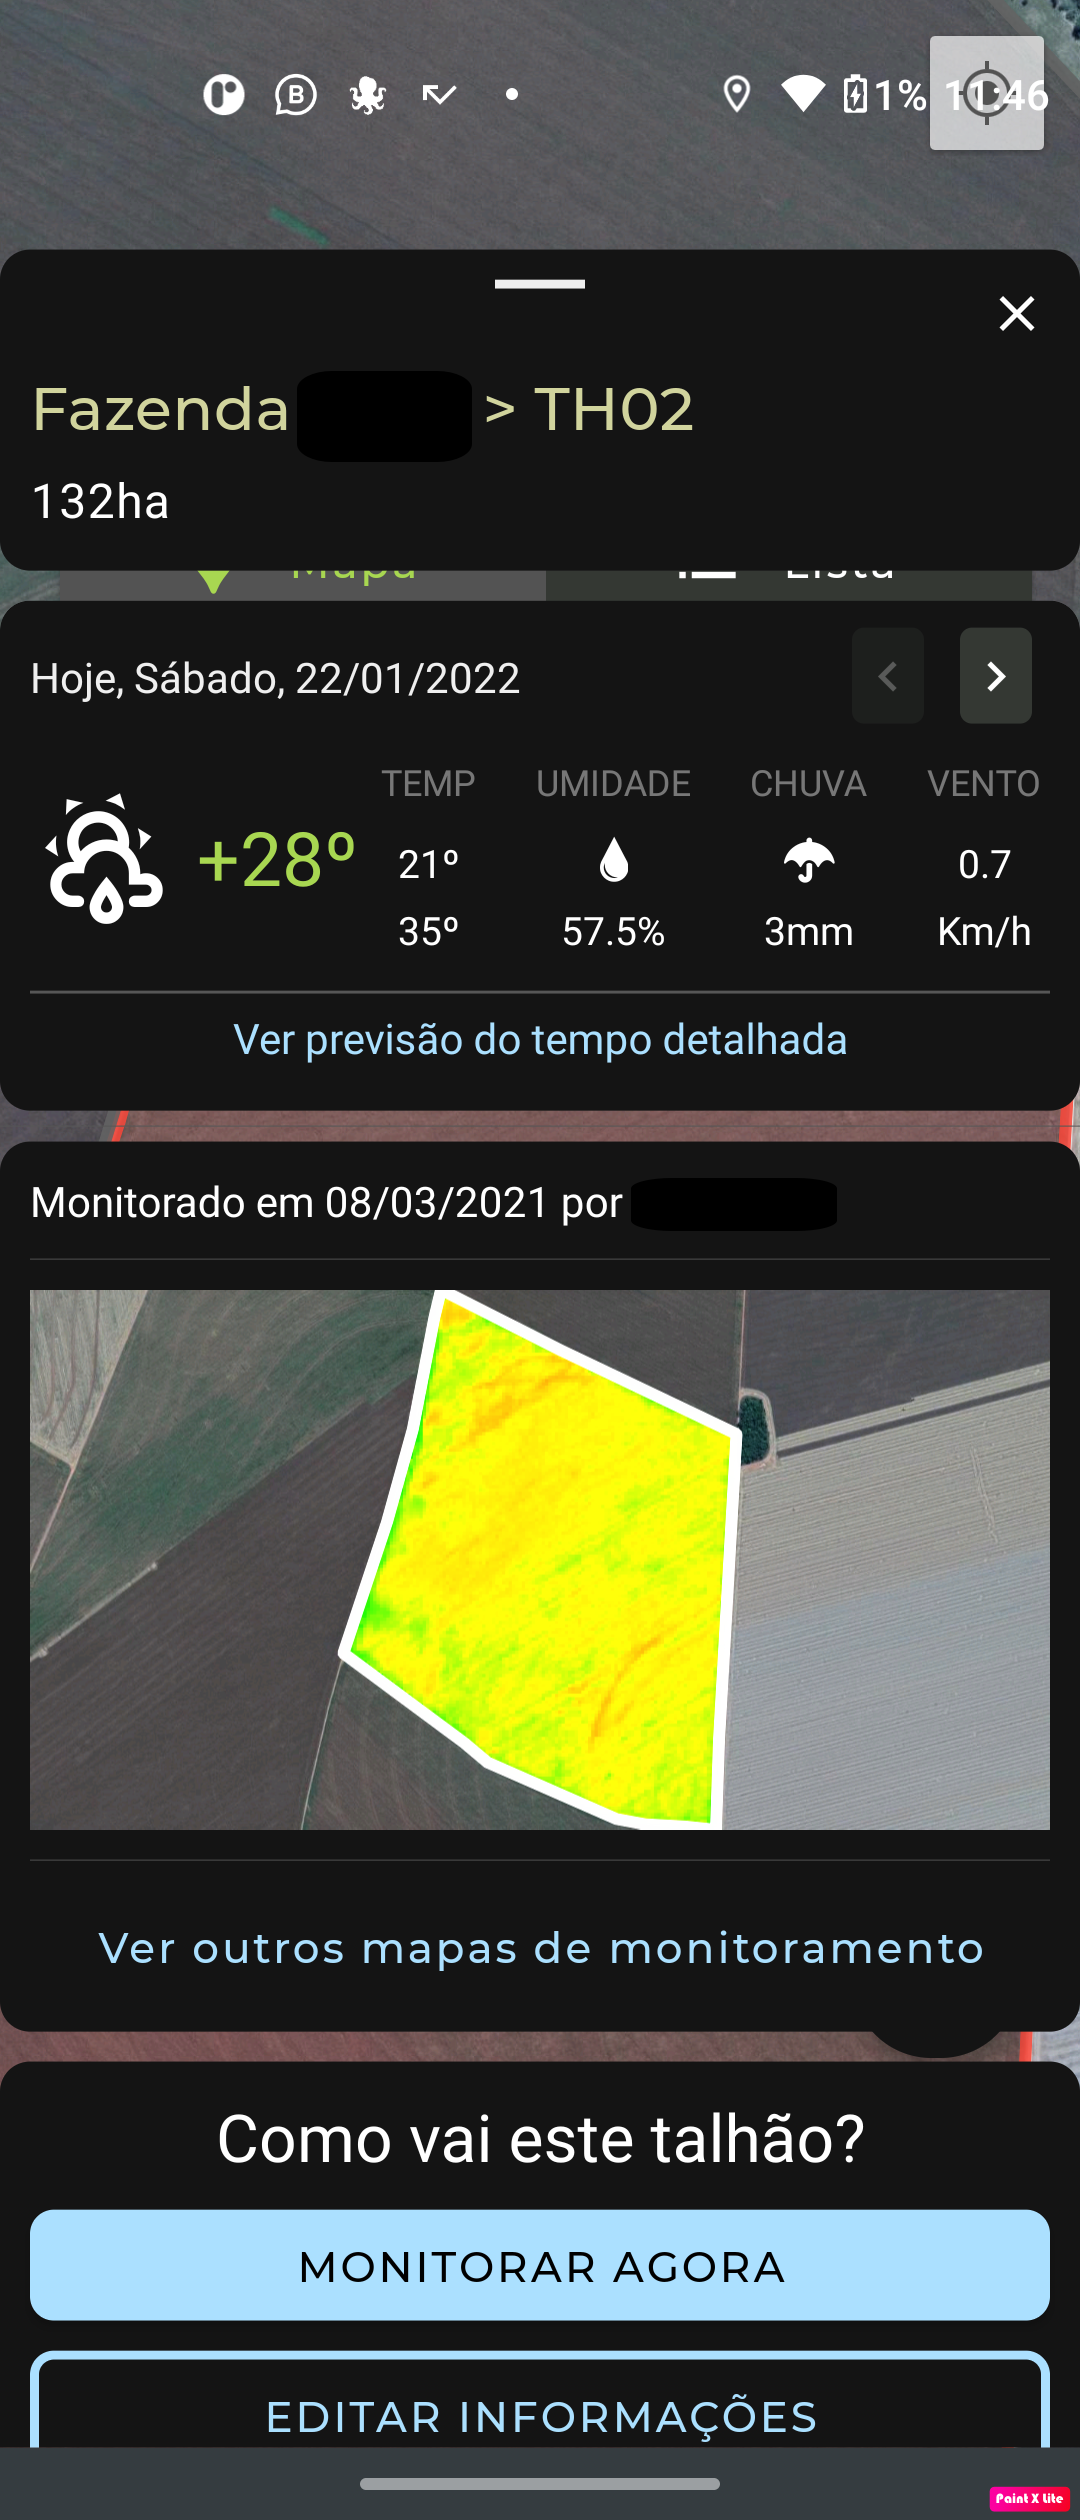 1% 11:46
Fazenda > TH02
132ha
Mapa Lista
Hoje, Sábado, 22/01/2022
TEMP UMIDADE CHUVA VENTO
+28º
21º 0.7
35º 57.5% 3mm Km/h
Ver previsão do tempo detalhada
Monitorado em 08/03/2021 por
Ver outros mapas de monitoramento
Como vai este talhão?
MONITORAR AGORA
EDITAR INFORMAÇÕES
Paint X Lite